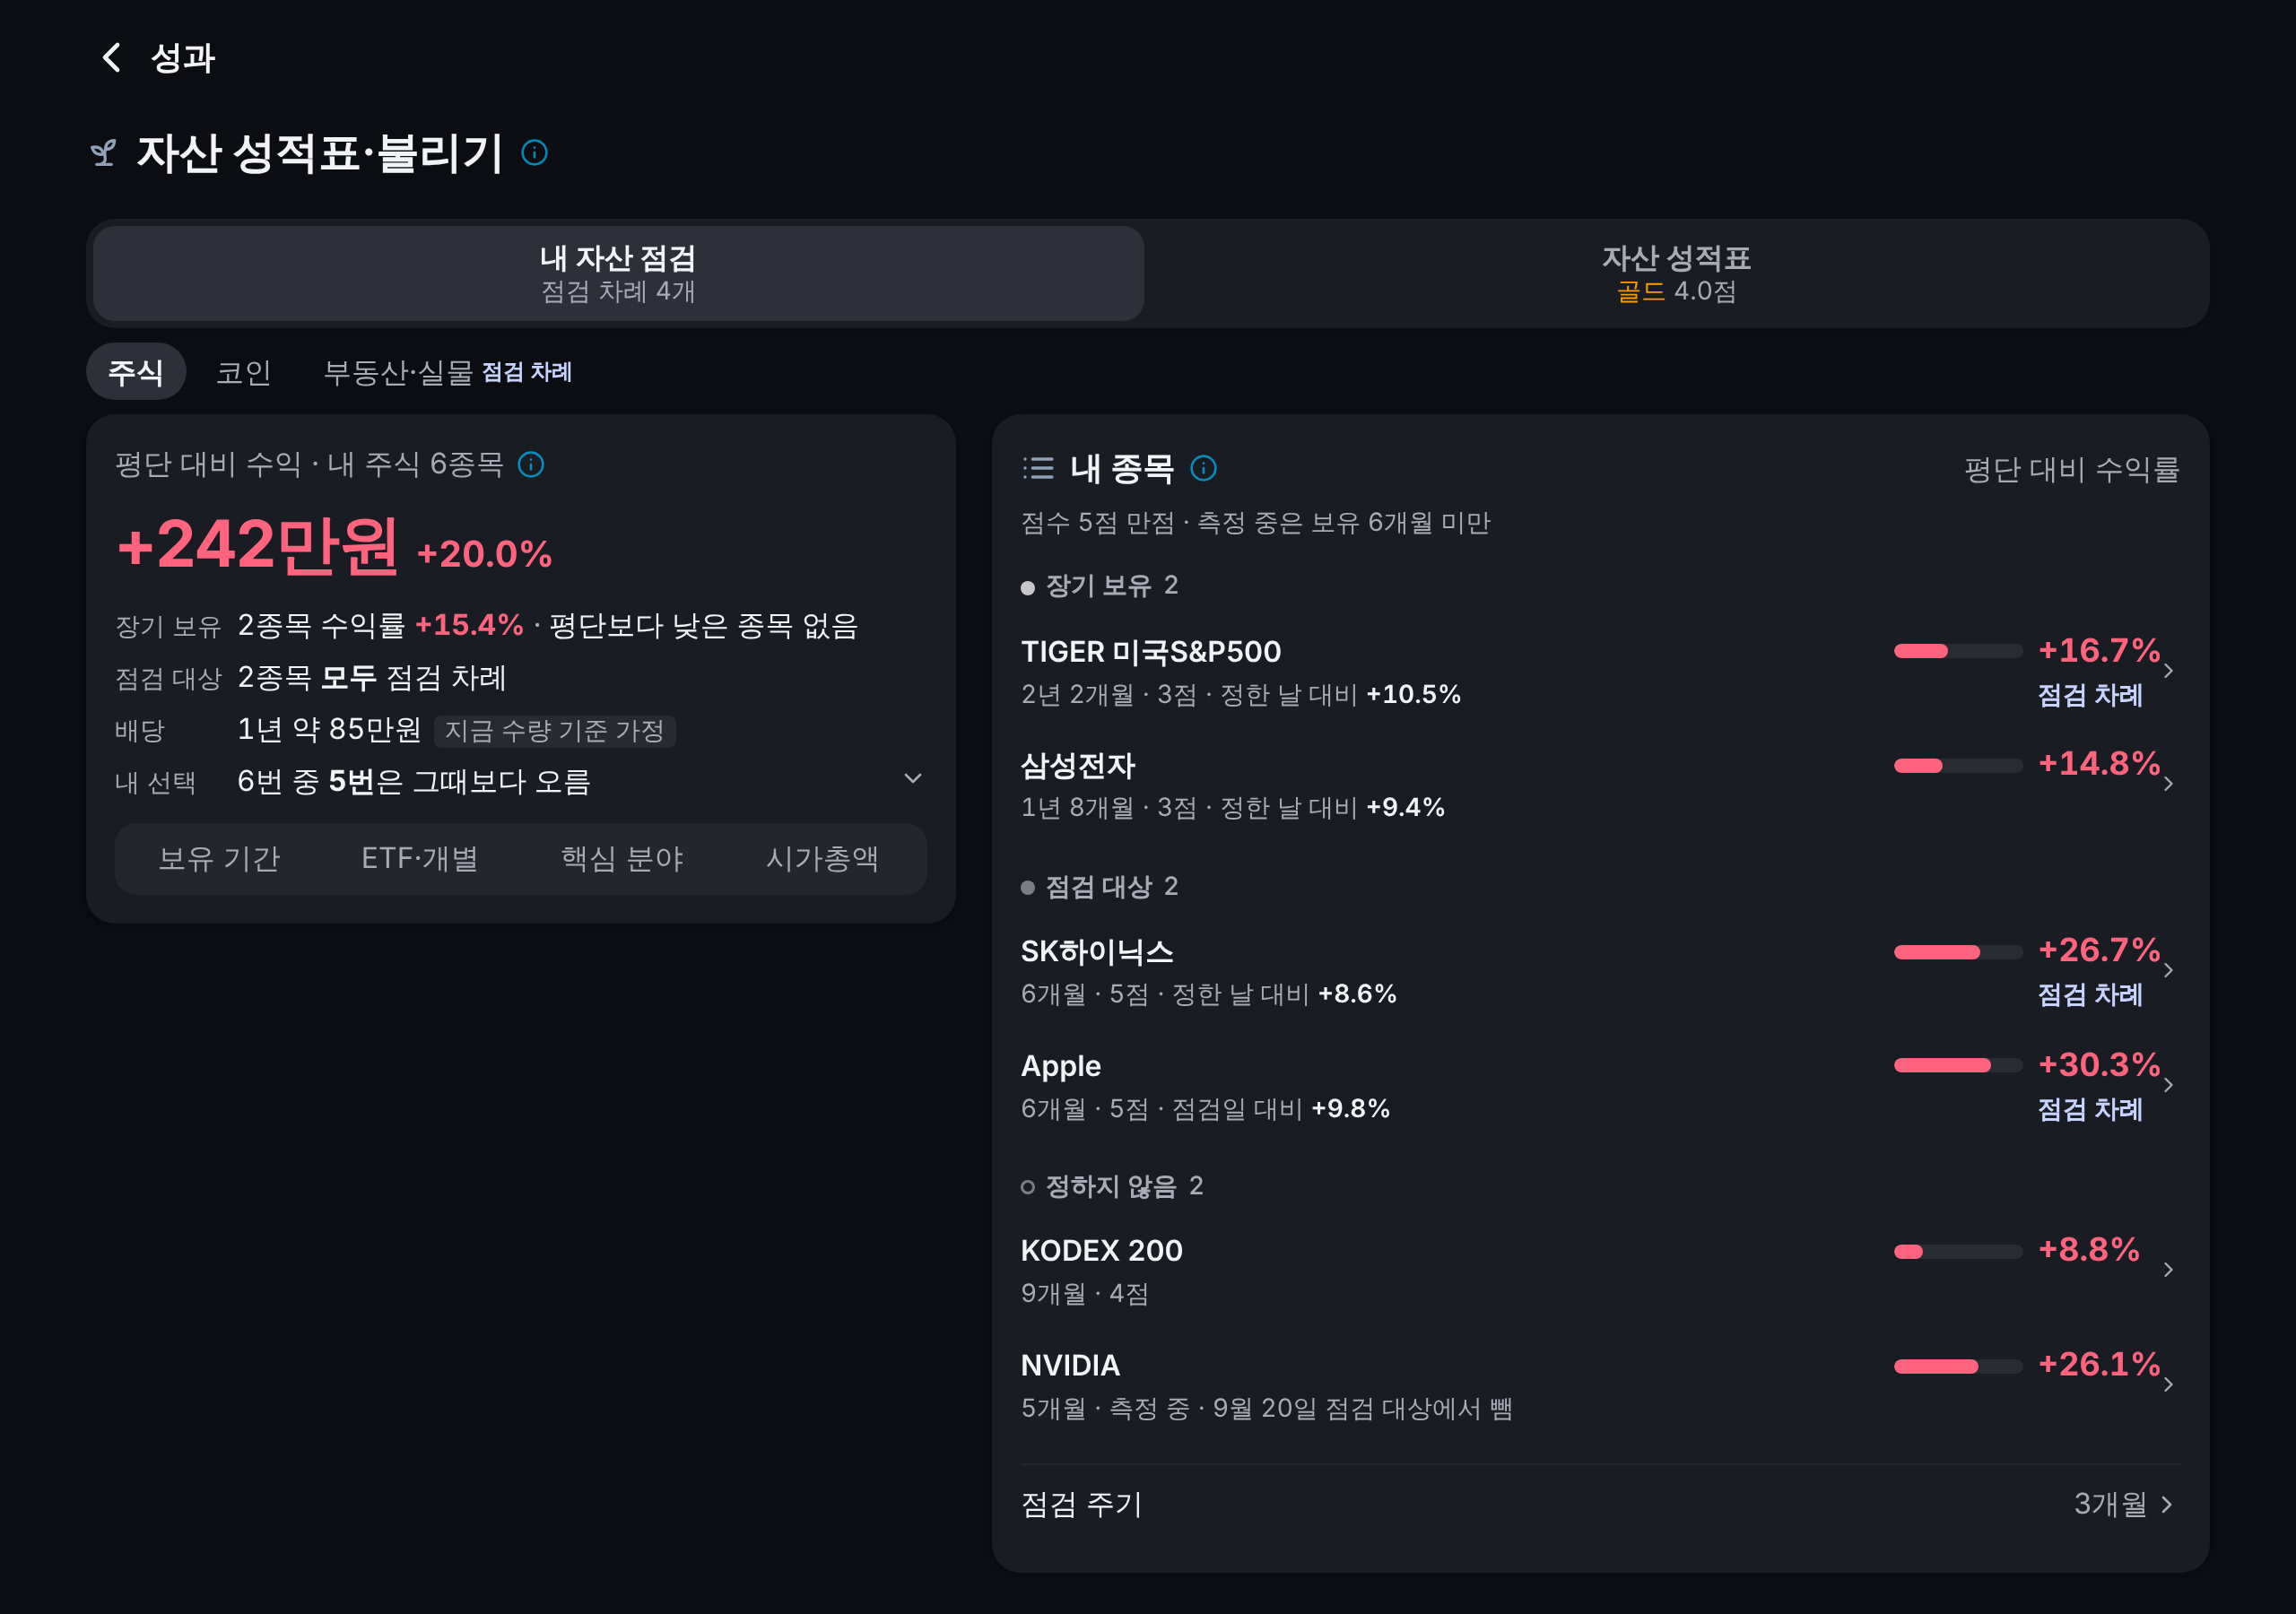 성과
자산 성적표·불리기
내 자산 점검
점검 차례 4개
자산 성적표
골드 4.0점
주식 코인 부동산·실물 점검 차례
평단 대비 수익 · 내 주식 6종목
+242만원 +20.0%
장기 보유 2종목 수익률 +15.4% · 평단보다 낮은 종목 없음
점검 대상 2종목 모두 점검 차례
배당 1년 약 85만원 지금 수량 기준 가정
내 선택 6번 중 5번은 그때보다 오름
보유 기간 ETF·개별 핵심 분야 시가총액
내 종목 평단 대비 수익률
점수 5점 만점 · 측정 중은 보유 6개월 미만
장기 보유 2
TIGER 미국S&P500 +16.7%
2년 2개월 · 3점 · 정한 날 대비 +10.5% 점검 차례
삼성전자 +14.8%
1년 8개월 · 3점 · 정한 날 대비 +9.4%
점검 대상 2
SK하이닉스 +26.7%
6개월 · 5점 · 정한 날 대비 +8.6% 점검 차례
Apple +30.3%
6개월 · 5점 · 점검일 대비 +9.8% 점검 차례
정하지 않음 2
KODEX 200 +8.8%
9개월 · 4점
NVIDIA +26.1%
5개월 · 측정 중 · 9월 20일 점검 대상에서 뺌
점검 주기 3개월